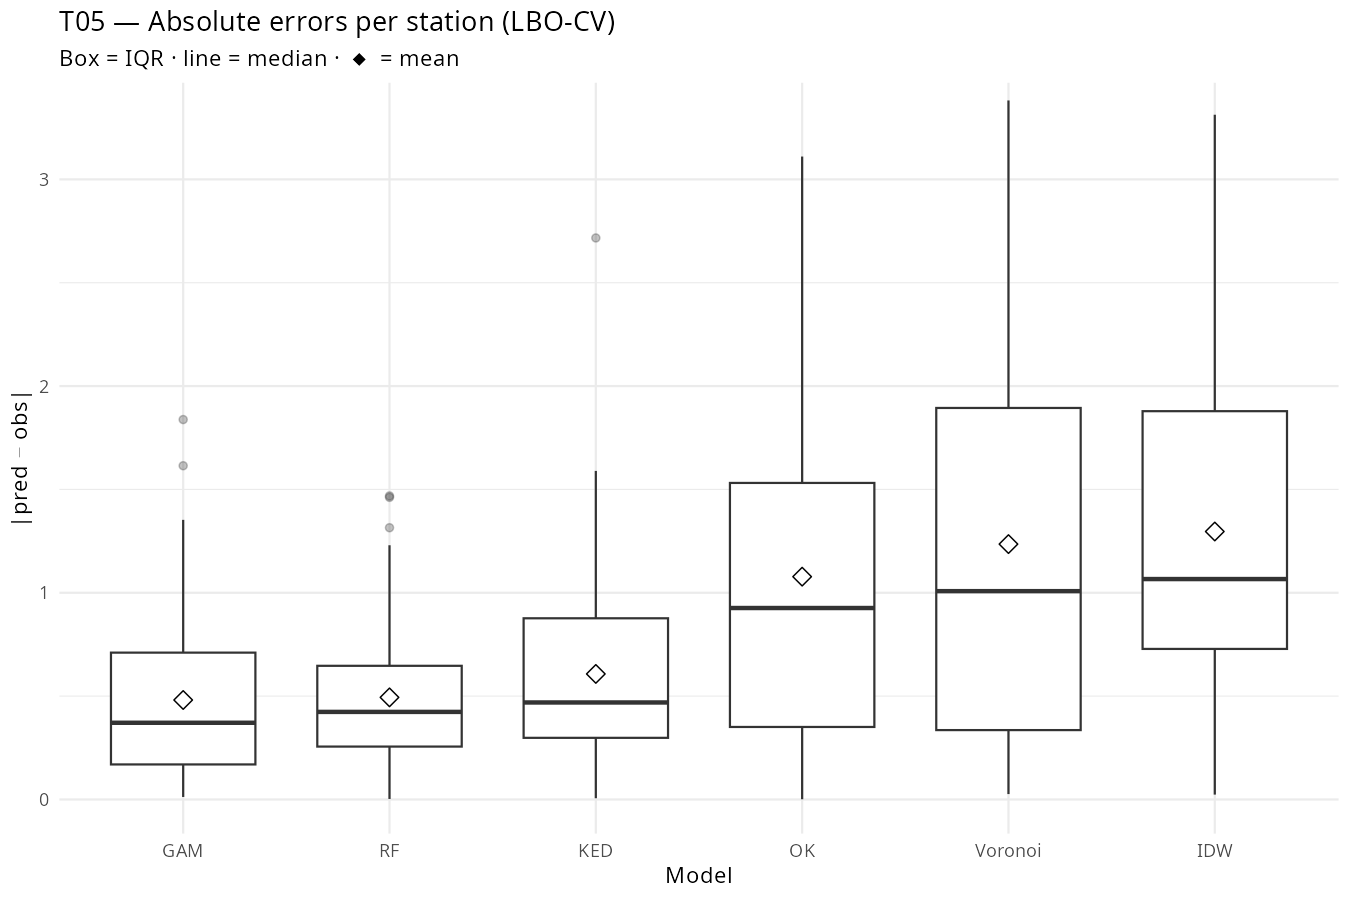 T05 — Absolute errors per station (LBO-CV)
Box = IQR · line = median · ◆ = mean
|pred − obs|
3
2
1
0
GAM RF KED OK Voronoi IDW
Model